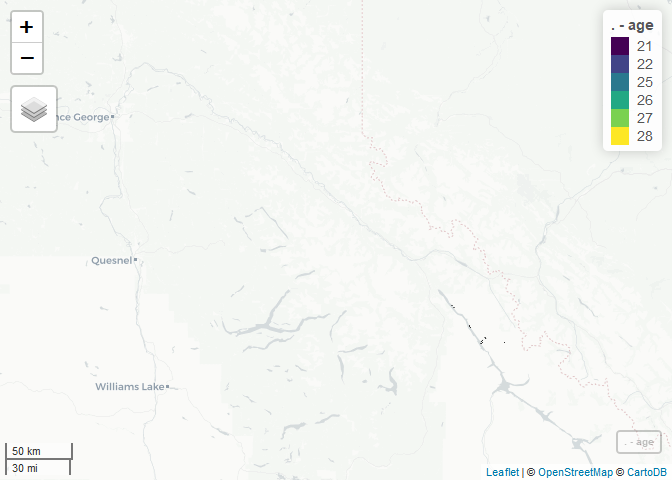 +
−
. - age
21
22
25
26
27
28
nce George
Quesnel
Williams Lake
. - age
50 km
30 mi
Leaflet | © OpenStreetMap © CartoDB